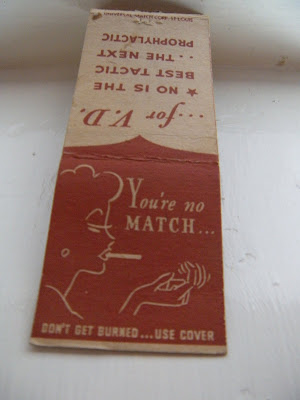 You're no
MATCH...
DON'T GET BURNED...USE COVER
...for V.D.
★ NO IS THE
BEST TACTIC
...THE NEXT
PROPHYLACTIC